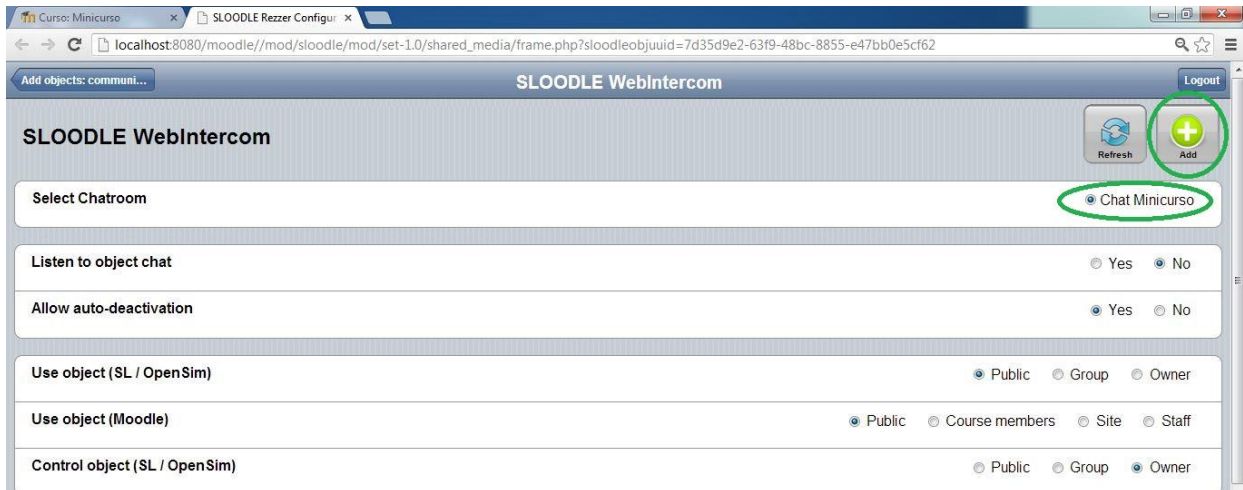 Curso: Minicurso
SLOODLE Rezzer Configur
localhost:8080/moodle//mod/sloodle/mod/set-1.0/shared_media/frame.php?sloodleobjuuid=7d35d9e2-63f9-48bc-8855-e47bb0e5cf62
Add objects: communi... SLOODLE WebIntercom Logout
SLOODLE WebIntercom
Refresh Add
Select Chatroom Chat Minicurso
Listen to object chat Yes No
Allow auto-deactivation Yes No
Use object (SL / OpenSim) Public Group Owner
Use object (Moodle) Public Course members Site Staff
Control object (SL / OpenSim) Public Group Owner